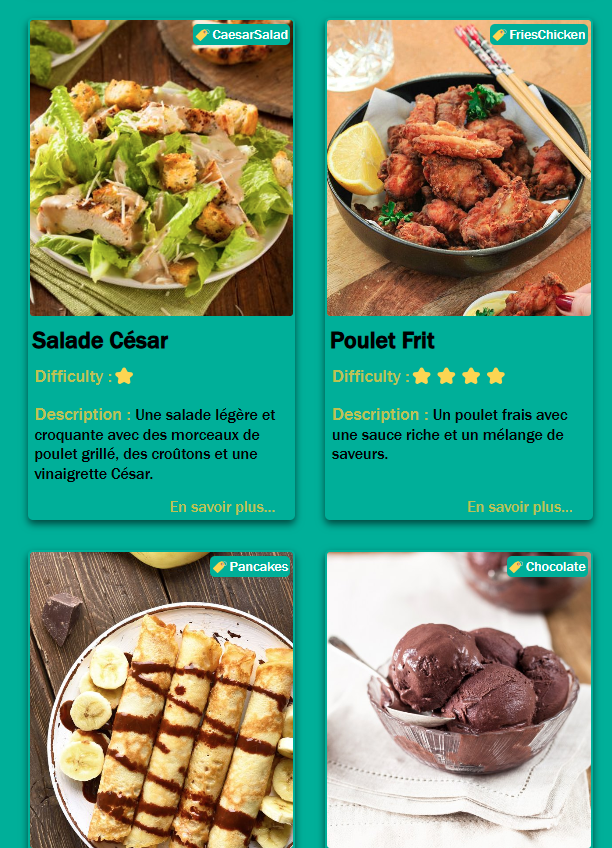 CaesarSalad
Salade César
Difficulty :
Description : Une salade légère et
croquante avec des morceaux de
poulet grillé, des croûtons et une
vinaigrette César.
En savoir plus...
FriesChicken
Poulet Frit
Difficulty :
Description : Un poulet frais avec
une sauce riche et un mélange de
saveurs.
En savoir plus...
Pancakes
Chocolate